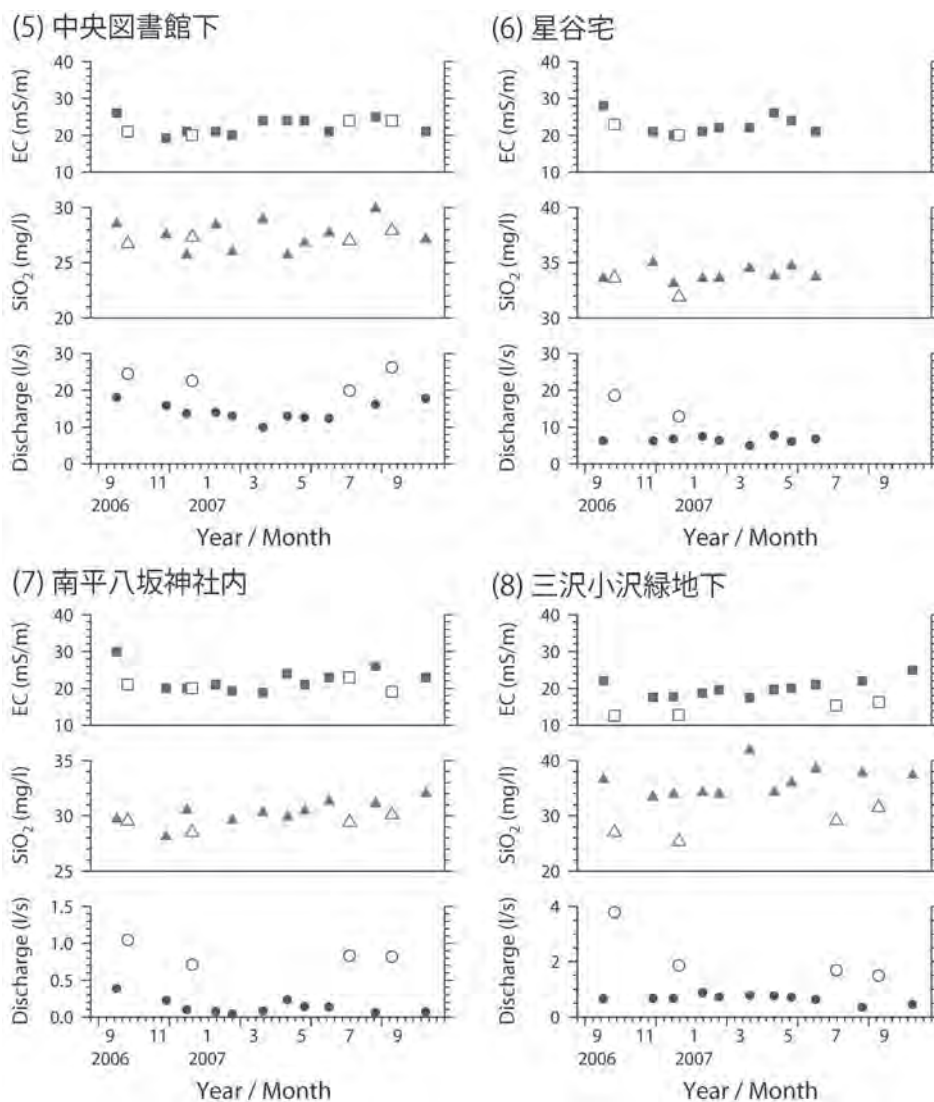 (5) 中央図書館下
EC (mS/m)
40
30
20
10
SiO2 (mg/l)
30
25
20
Discharge (l/s)
30
20
10
0
9 11 1 3 5 7 9
2006 2007
Year / Month
(6) 星谷宅
EC (mS/m)
40
30
20
10
SiO2 (mg/l)
40
35
30
Discharge (l/s)
30
20
10
0
9 11 1 3 5 7 9
2006 2007
Year / Month
(7) 南平八坂神社内
EC (mS/m)
40
30
20
10
SiO2 (mg/l)
35
30
25
Discharge (l/s)
1.5
1.0
0.5
0.0
9 11 1 3 5 7 9
2006 2007
Year / Month
(8) 三沢小沢緑地下
EC (mS/m)
40
30
20
10
SiO2 (mg/l)
40
30
20
Discharge (l/s)
4
2
0
9 11 1 3 5 7 9
2006 2007
Year / Month